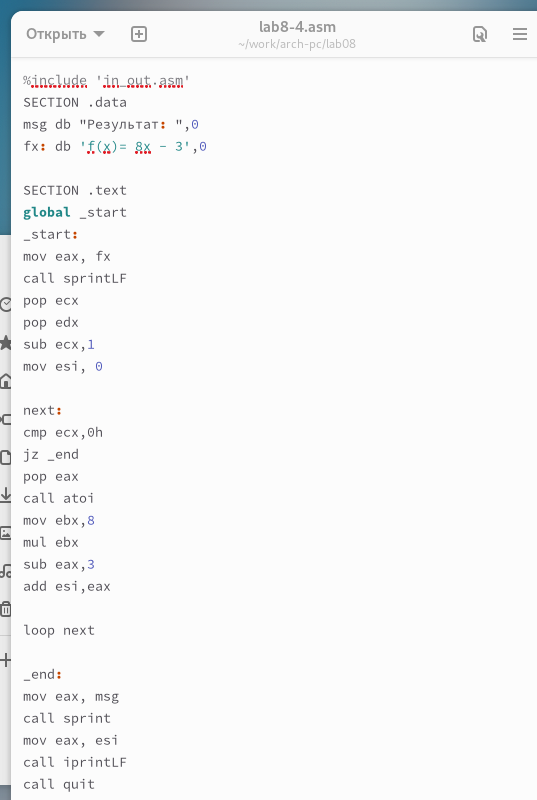 Открыть
lab8-4.asm
~/work/arch-pc/lab08
%include 'in_out.asm'
SECTION .data
msg db "Результат: ",0
fx: db 'f(x)= 8x - 3',0
SECTION .text
global _start
_start:
mov eax, fx
call sprintLF
pop ecx
pop edx
sub ecx,1
mov esi, 0
next:
cmp ecx,0h
jz _end
pop eax
call atoi
mov ebx,8
mul ebx
sub eax,3
add esi,eax
loop next
_end:
mov eax, msg
call sprint
mov eax, esi
call iprintLF
call quit